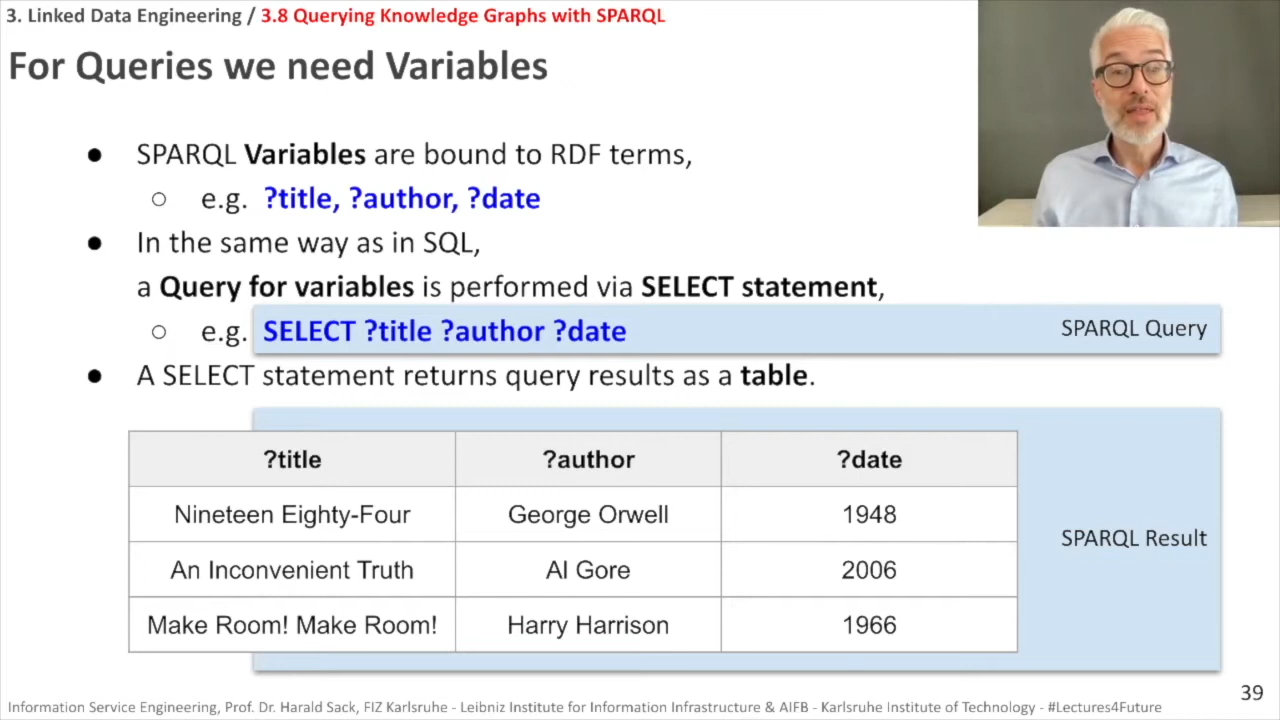 3. Linked Data Engineering / 3.8 Querying Knowledge Graphs with SPARQL
For Queries we need Variables
● SPARQL Variables are bound to RDF terms,
○ e.g. ?title, ?author, ?date
● In the same way as in SQL,
a Query for variables is performed via SELECT statement,
○ e.g. SELECT ?title ?author ?date SPARQL Query
● A SELECT statement returns query results as a table.
?title ?author ?date
Nineteen Eighty-Four George Orwell 1948
SPARQL Result
An Inconvenient Truth Al Gore 2006
Make Room! Make Room! Harry Harrison 1966
39
Information Service Engineering, Prof. Dr. Harald Sack, FIZ Karlsruhe - Leibniz Institute for Information Infrastructure & AIFB - Karlsruhe Institute of Technology - #Lectures4Future